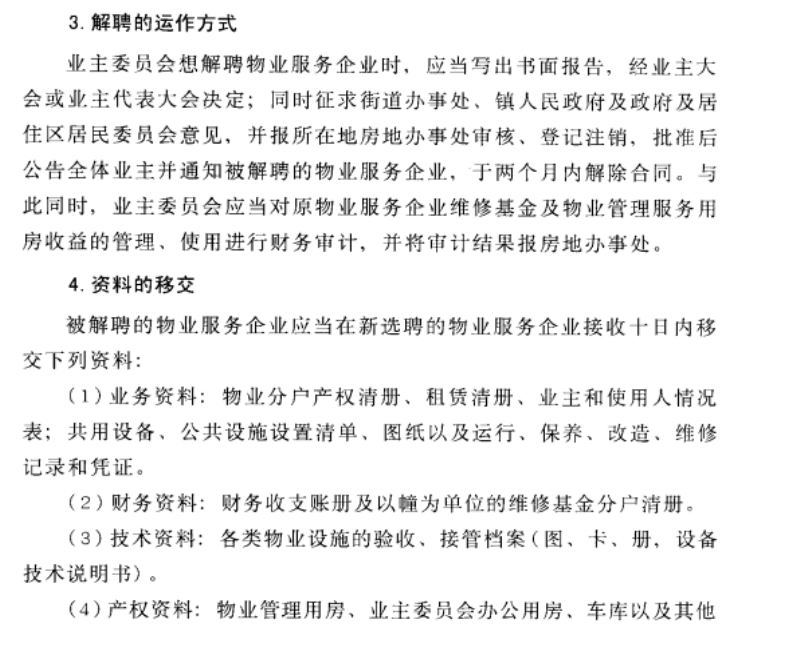 3. 解聘的运作方式
业主委员会想解聘物业服务企业时，应当写出书面报告，经业主大
会或业主代表大会决定；同时征求街道办事处、镇人民政府及政府及居
住区居民委员会意见，并报所在地房地办事处审核、登记注销，批准后
公告全体业主并通知被解聘的物业服务企业，于两个月内解除合同。与
此同时，业主委员会应当对原物业服务企业维修基金及物业管理服务用
房收益的管理、使用进行财务审计，并将审计结果报房地办事处。
4. 资料的移交
被解聘的物业服务企业应当在新选聘的物业服务企业接收十日内移
交下列资料：
（1）业务资料：物业分户产权清册、租赁清册、业主和使用人情况
表；共用设备、公共设施设置清单、图纸以及运行、保养、改造、维修
记录和凭证。
（2）财务资料：财务收支账册及以幢为单位的维修基金分户清册。
（3）技术资料：各类物业设施的验收、接管档案（图、卡、册，设备
技术说明书）。
（4）产权资料：物业管理用房、业主委员会办公用房、车库以及其他